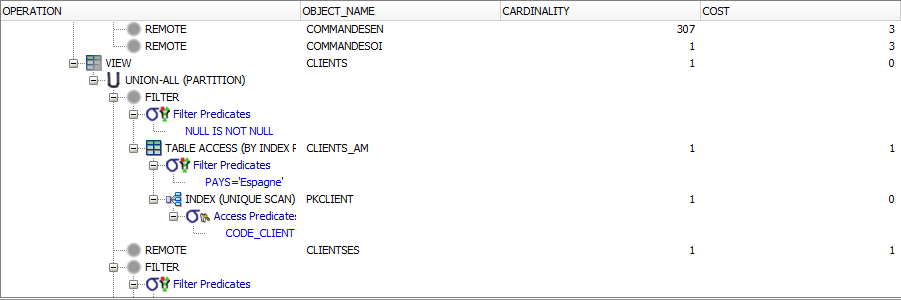 OPERATION OBJECT_NAME CARDINALITY COST
REMOTE COMMANDESEN 307 3
REMOTE COMMANDESOI 1 3
VIEW CLIENTS 1 0
UNION-ALL (PARTITION)
FILTER
Filter Predicates
NULL IS NOT NULL
TABLE ACCESS (BY INDEX R CLIENTS_AM 1 1
Filter Predicates
PAYS='Espagne'
INDEX (UNIQUE SCAN) PKCLIENT 1 0
Access Predicates
CODE_CLIENT
REMOTE CLIENTSES 1 1
FILTER
Filter Predicates